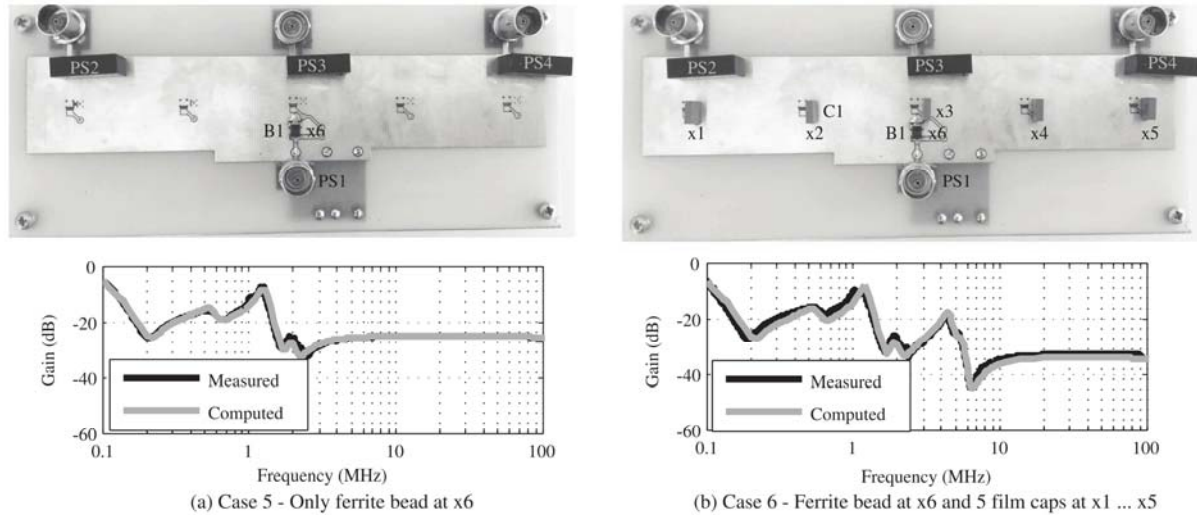 PS2
PS3
PS4
B1
x6
PS1
0
-20
-40
-60
Gain (dB)
Measured
Computed
0.1
1
10
100
Frequency (MHz)
(a) Case 5 - Only ferrite bead at x6
PS2
PS3
PS4
x1
x2
C1
x3
B1
x6
x4
x5
PS1
0
-20
-40
-60
Gain (dB)
Measured
Computed
0.1
1
10
100
Frequency (MHz)
(b) Case 6 - Ferrite bead at x6 and 5 film caps at x1 ... x5